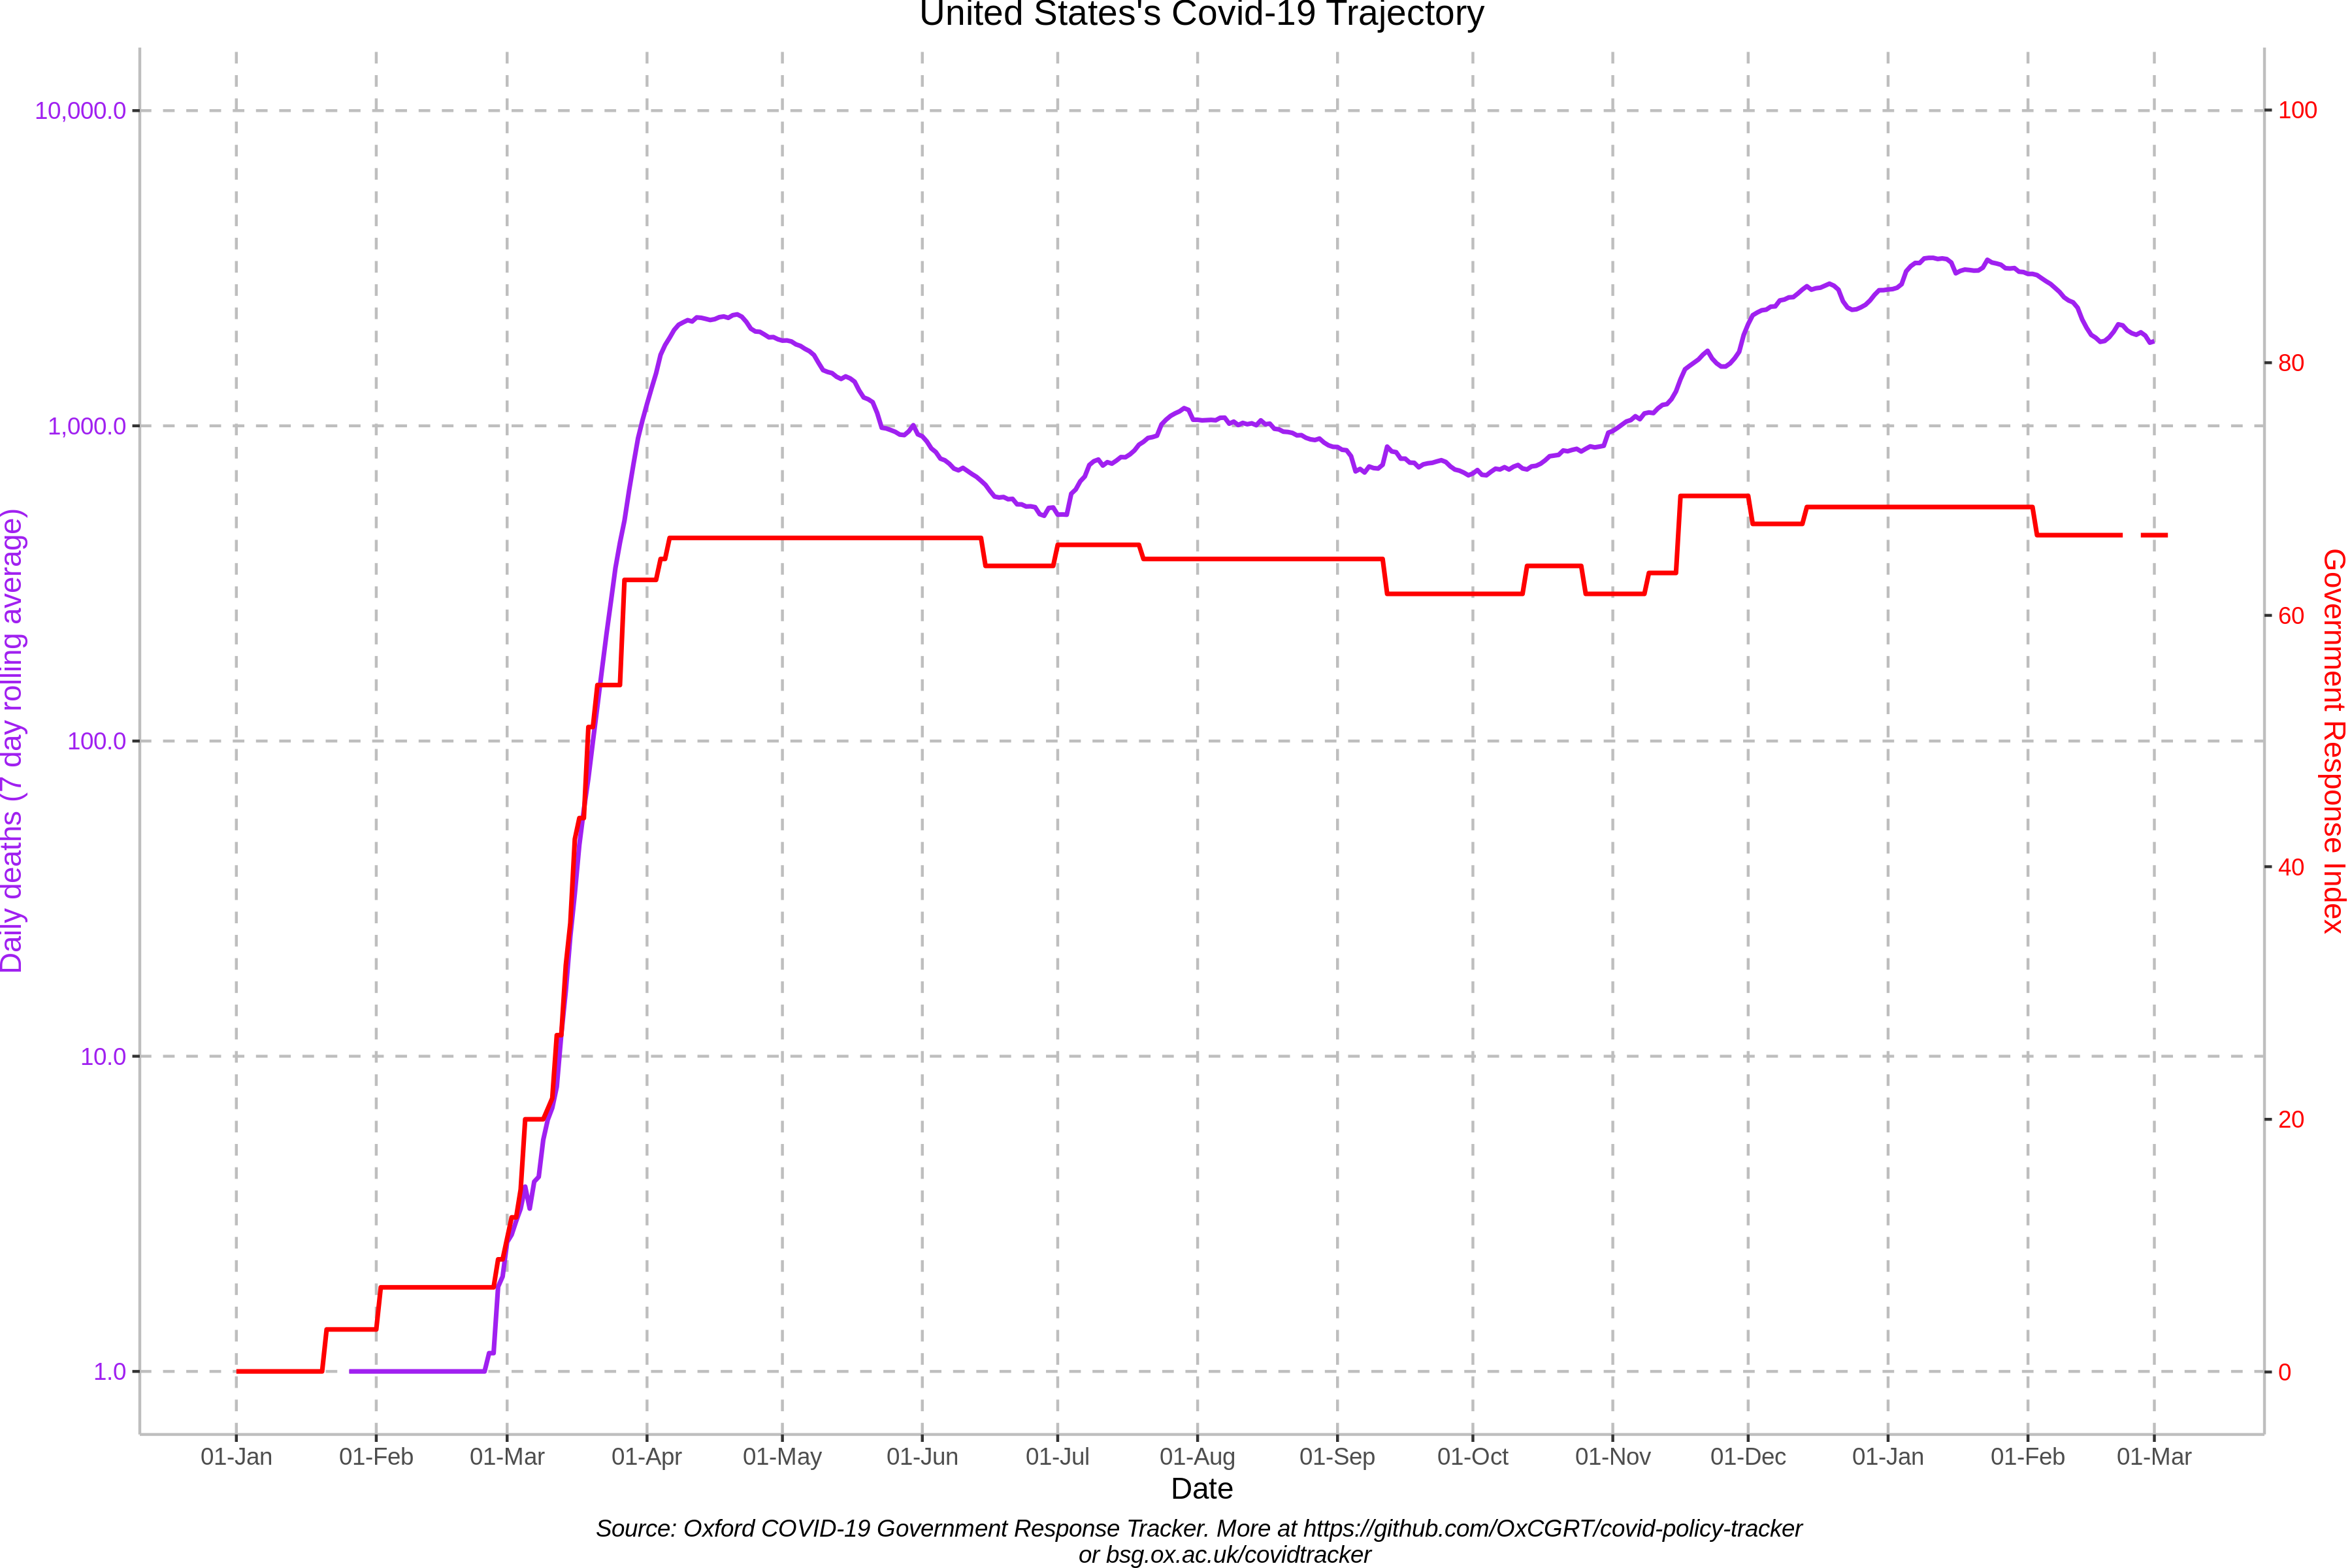 United States's Covid-19 Trajectory
10,000.0
1,000.0
100.0
10.0
1.0
Daily deaths (7 day rolling average)
100
80
60
40
20
0
Government Response Index
01-Jan 01-Feb 01-Mar 01-Apr 01-May 01-Jun 01-Jul 01-Aug 01-Sep 01-Oct 01-Nov 01-Dec 01-Jan 01-Feb 01-Mar
Date
Source: Oxford COVID-19 Government Response Tracker. More at https://github.com/OxCGRT/covid-policy-tracker
or bsg.ox.ac.uk/covidtracker